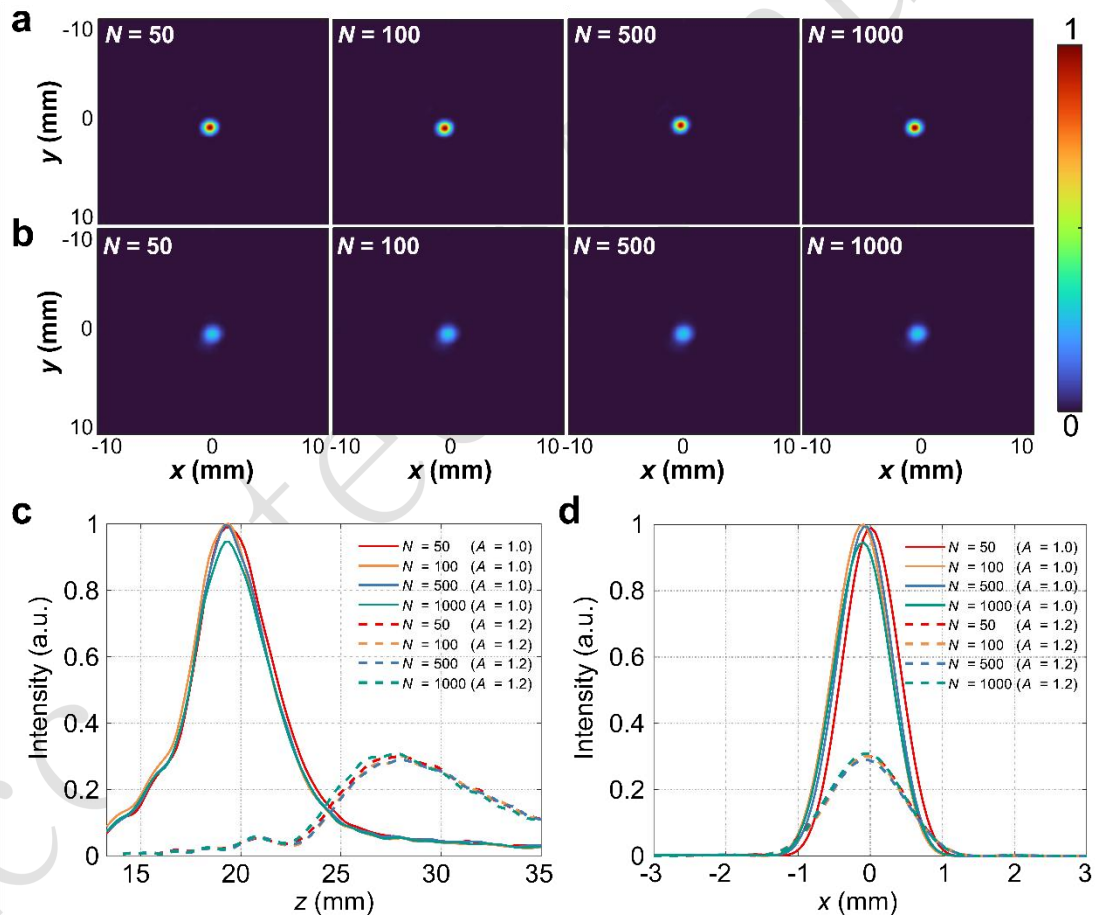 a
-10
0
10
y (mm)
N = 50
N = 100
N = 500
N = 1000
1
0
b
-10
0
10
y (mm)
N = 50
N = 100
N = 500
N = 1000
-10 0 10
-10 0 10
-10 0 10
-10 0 10
x (mm)
x (mm)
x (mm)
x (mm)
c
1
0.8
0.6
0.4
0.2
0
Intensity (a.u.)
N = 50 (A = 1.0)
N = 100 (A = 1.0)
N = 500 (A = 1.0)
N = 1000 (A = 1.0)
N = 50 (A = 1.2)
N = 100 (A = 1.2)
N = 500 (A = 1.2)
N = 1000 (A = 1.2)
15 20 25 30 35
z (mm)
d
1
0.8
0.6
0.4
0.2
0
Intensity (a.u.)
N = 50 (A = 1.0)
N = 100 (A = 1.0)
N = 500 (A = 1.0)
N = 1000 (A = 1.0)
N = 50 (A = 1.2)
N = 100 (A = 1.2)
N = 500 (A = 1.2)
N = 1000 (A = 1.2)
-3 -2 -1 0 1 2 3
x (mm)